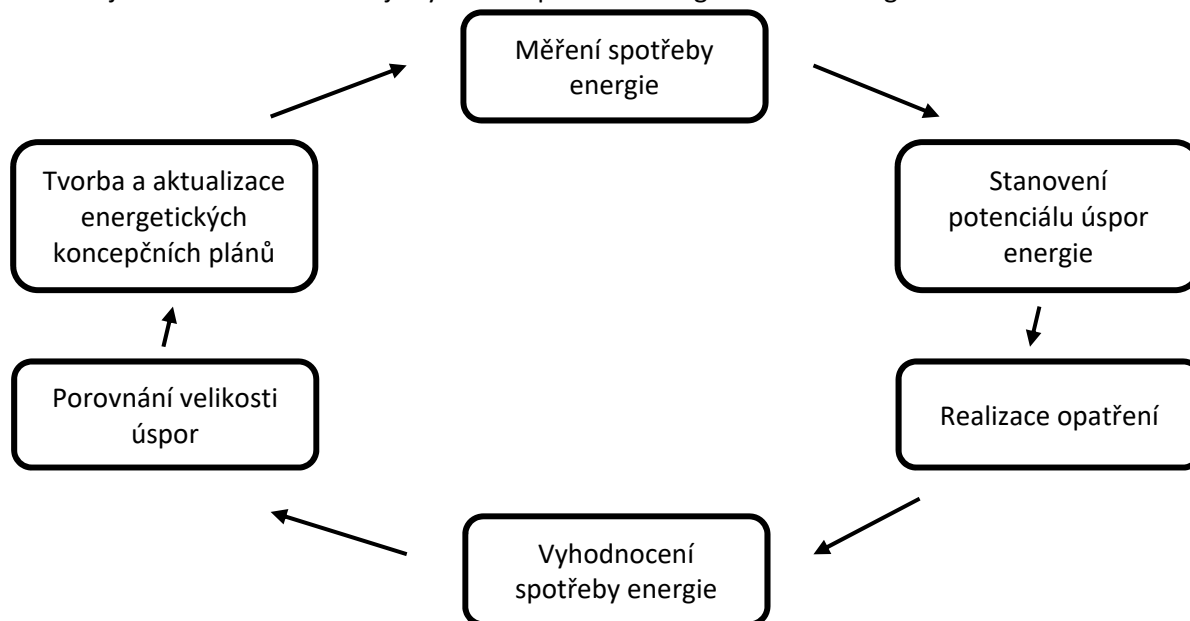 Měření spotřeby
energie
Stanovení
potenciálu úspor
energie
Realizace opatření
Vyhodnocení
spotřeby energie
Porovnání velikosti
úspor
Tvorba a aktualizace
energetických
koncepčních plánů